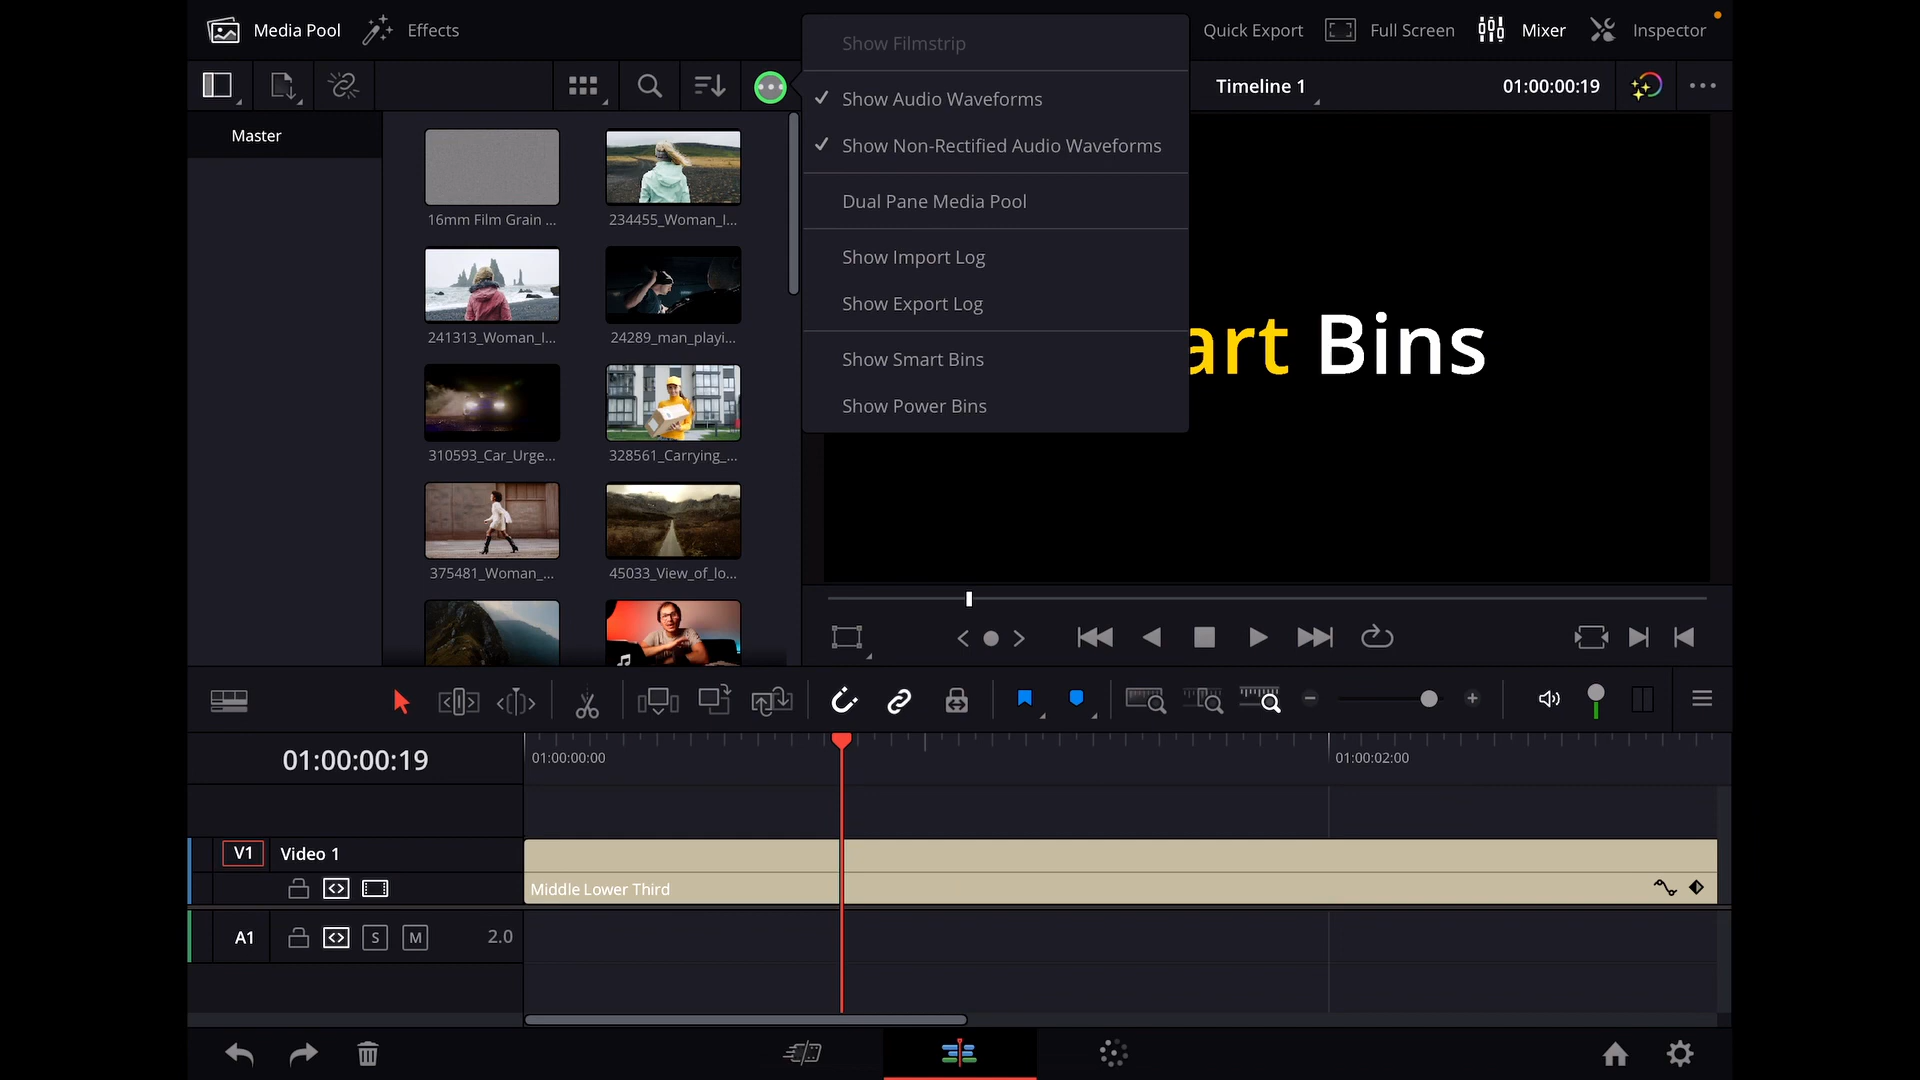 Media Pool
Effects
Quick Export
Full Screen
Mixer
Inspector
Timeline 1
01:00:00:19
Master
Show Filmstrip
Show Audio Waveforms
Show Non-Rectified Audio Waveforms
Dual Pane Media Pool
Show Import Log
Show Export Log
Show Smart Bins
Show Power Bins
16mm Film Grain ...
234455_Woman_I...
241313_Woman_I...
24289_man_playi...
310593_Car_Urge...
328561_Carrying_...
375481_Woman_...
45033_View_of_lo...
art Bins
01:00:00:19
01:00:00:00
01:00:02:00
V1
Video 1
Middle Lower Third
A1
S
M
2.0